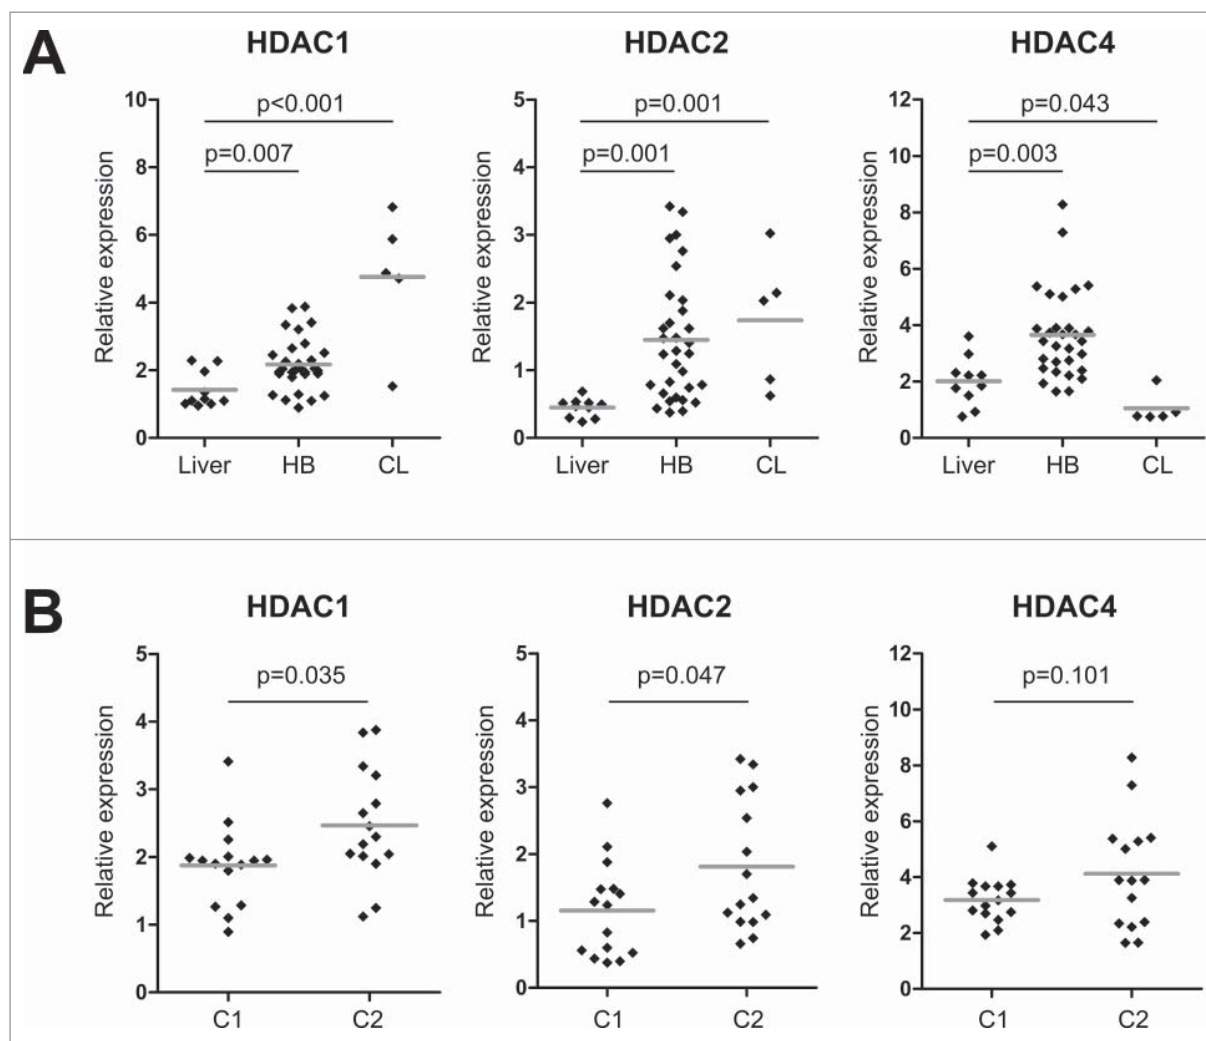 A
HDAC1
HDAC2
HDAC4
10
8
6
4
2
0
Relative expression
p<0.001
p=0.007
Liver HB CL
5
4
3
2
1
0
Relative expression
p=0.001
p=0.001
Liver HB CL
12
10
8
6
4
2
0
Relative expression
p=0.043
p=0.003
Liver HB CL
B
HDAC1
HDAC2
HDAC4
5
4
3
2
1
0
Relative expression
p=0.035
C1 C2
5
4
3
2
1
0
Relative expression
p=0.047
C1 C2
12
10
8
6
4
2
0
Relative expression
p=0.101
C1 C2